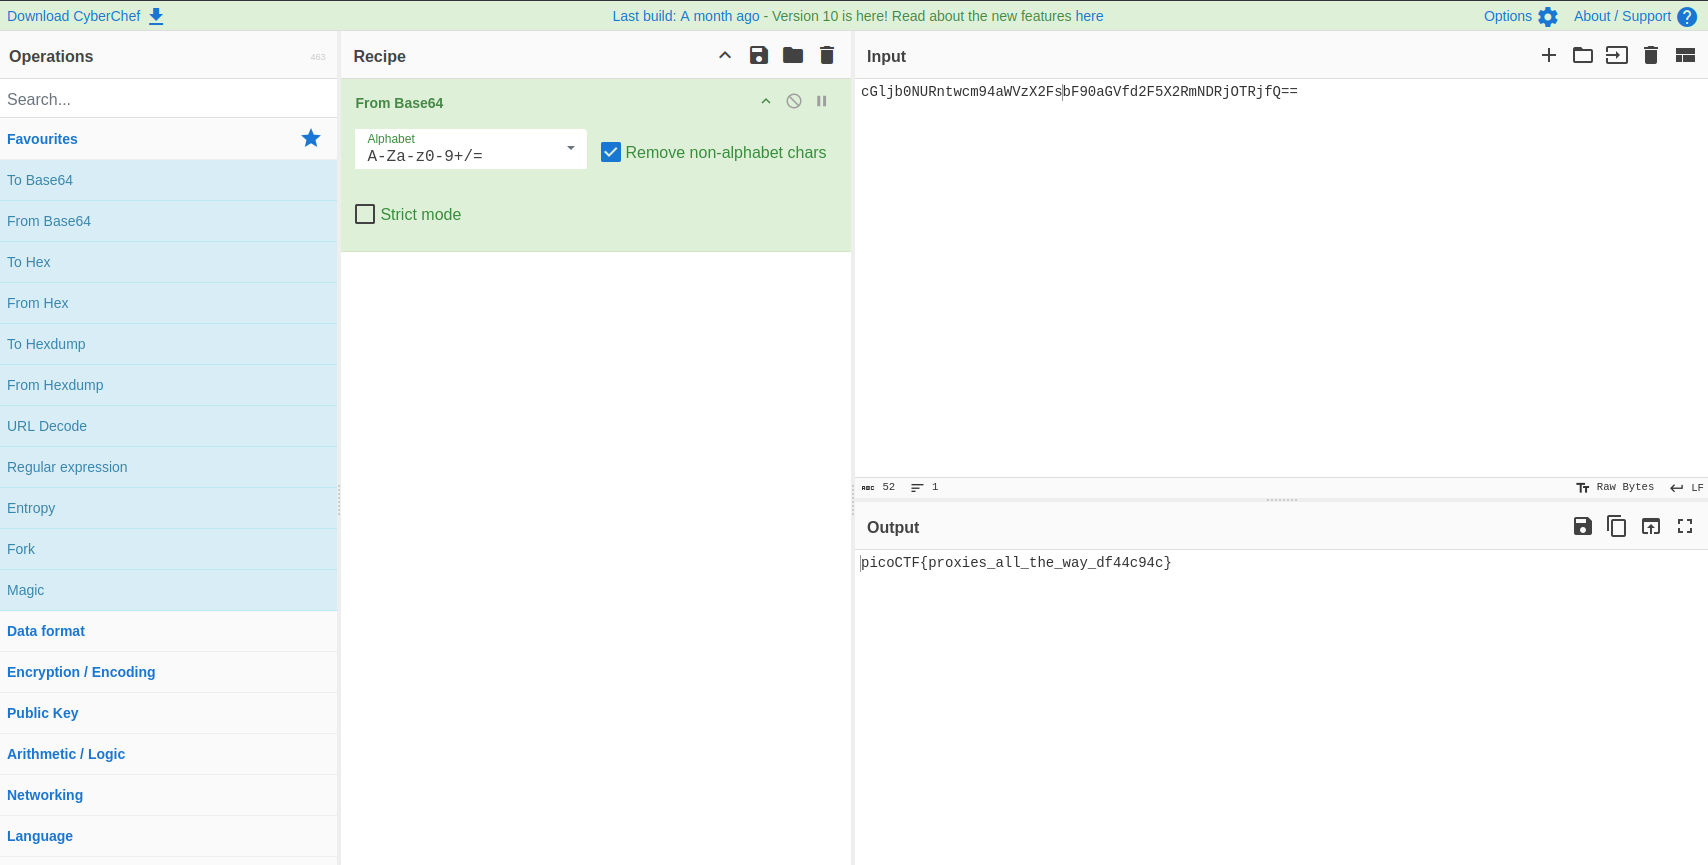 Download CyberChef
Last build: A month ago - Version 10 is here! Read about the new features here
Options
About / Support
Operations
463
Search...
Favourites
To Base64
From Base64
To Hex
From Hex
To Hexdump
From Hexdump
URL Decode
Regular expression
Entropy
Fork
Magic
Data format
Encryption / Encoding
Public Key
Arithmetic / Logic
Networking
Language
Recipe
From Base64
Alphabet
A-Za-z0-9+/=
Remove non-alphabet chars
Strict mode
Input
cGljb0NURntwcm94aWVzX2FsbF90aGVfd2F5X2RmNDRjOTRjfQ==
ABC 52 1
Raw Bytes LF
Output
picoCTF{proxies_all_the_way_df44c94c}